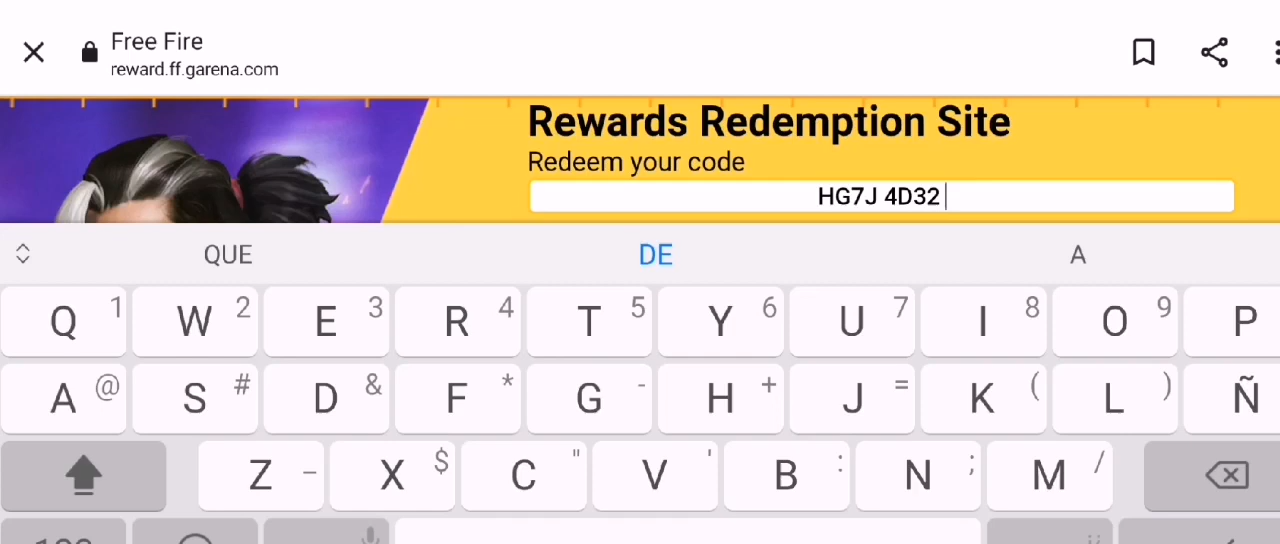 Free Fire
reward.ff.garena.com
Rewards Redemption Site
Redeem your code
HG7J 4D32
QUE DE A
Q 1 W 2 E 3 R 4 T 5 Y 6 U 7 I 8 O 9 P
A @ S # D & F * G - H + J = K ( L ) Ñ
Z _ X $ C " V ' B : N ; M /